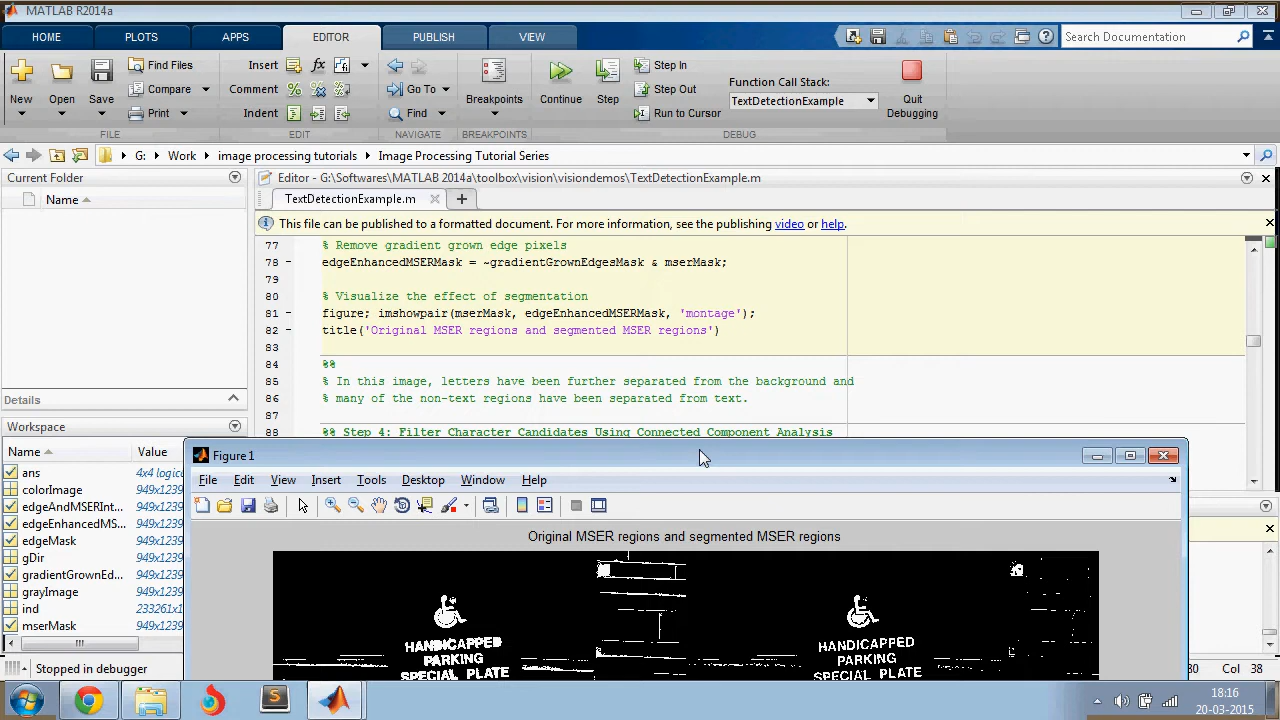 MATLAB R2014a
HOME PLOTS APPS EDITOR PUBLISH VIEW
Search Documentation
New Open Save Find Files Compare Print
Insert Comment Indent
Go To Find
Breakpoints
Continue Step Step In Step Out Run to Cursor
Function Call Stack:
TextDetectionExample
Quit Debugging
FILE EDIT NAVIGATE BREAKPOINTS DEBUG
G: Work image processing tutorials Image Processing Tutorial Series
Current Folder
Name
Details
Editor - G:\Softwares\MATLAB 2014a\toolbox\vision\visiondemos\TextDetectionExample.m
TextDetectionExample.m
This file can be published to a formatted document. For more information, see the publishing video or help.
77 % Remove gradient grown edge pixels
78 - edgeEnhancedMSERMask = ~gradientGrownEdgesMask & mserMask;
79
80 % Visualize the effect of segmentation
81 - figure; imshowpair(mserMask, edgeEnhancedMSERMask, 'montage');
82 - title('Original MSER regions and segmented MSER regions')
83
84 %%
85 % In this image, letters have been further separated from the background and
86 % many of the non-text regions have been separated from text.
87
88 %% Step 4: Filter Character Candidates Using Connected Component Analysis
Workspace
Name Value
ans 4x4 logica
colorImage 949x1239
edgeAndMSERInt... 949x1239
edgeEnhancedMS... 949x1239
edgeMask 949x1239
gDir 949x1239
gradientGrownEd... 949x1239
grayImage 949x1239
ind 233261x1
mserMask 949x1239
Figure 1
File Edit View Insert Tools Desktop Window Help
Original MSER regions and segmented MSER regions
HANDICAPPED
PARKING
SPECIAL PLATE
HANDICAPPED
PARKING
SPECIAL PLATE
Stopped in debugger
Col 38
18:16
20-03-2015